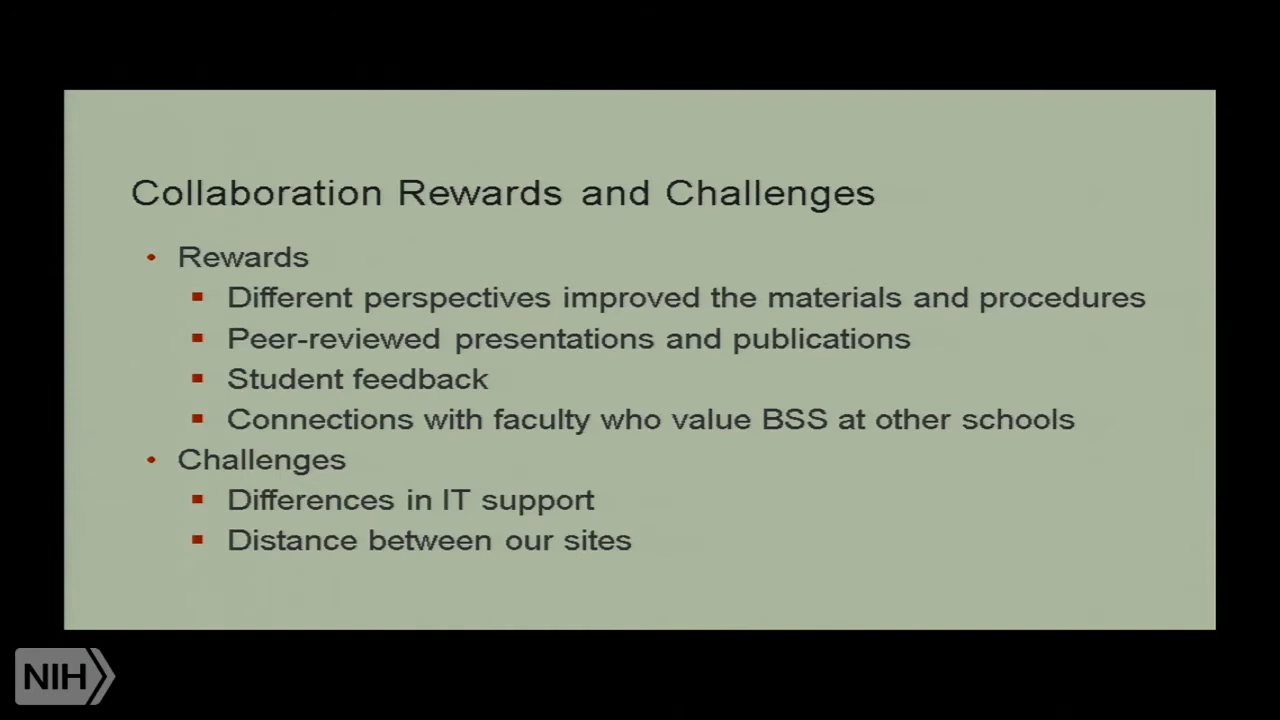 Collaboration Rewards and Challenges
• Rewards
▪ Different perspectives improved the materials and procedures
▪ Peer-reviewed presentations and publications
▪ Student feedback
▪ Connections with faculty who value BSS at other schools
• Challenges
▪ Differences in IT support
▪ Distance between our sites
NIH